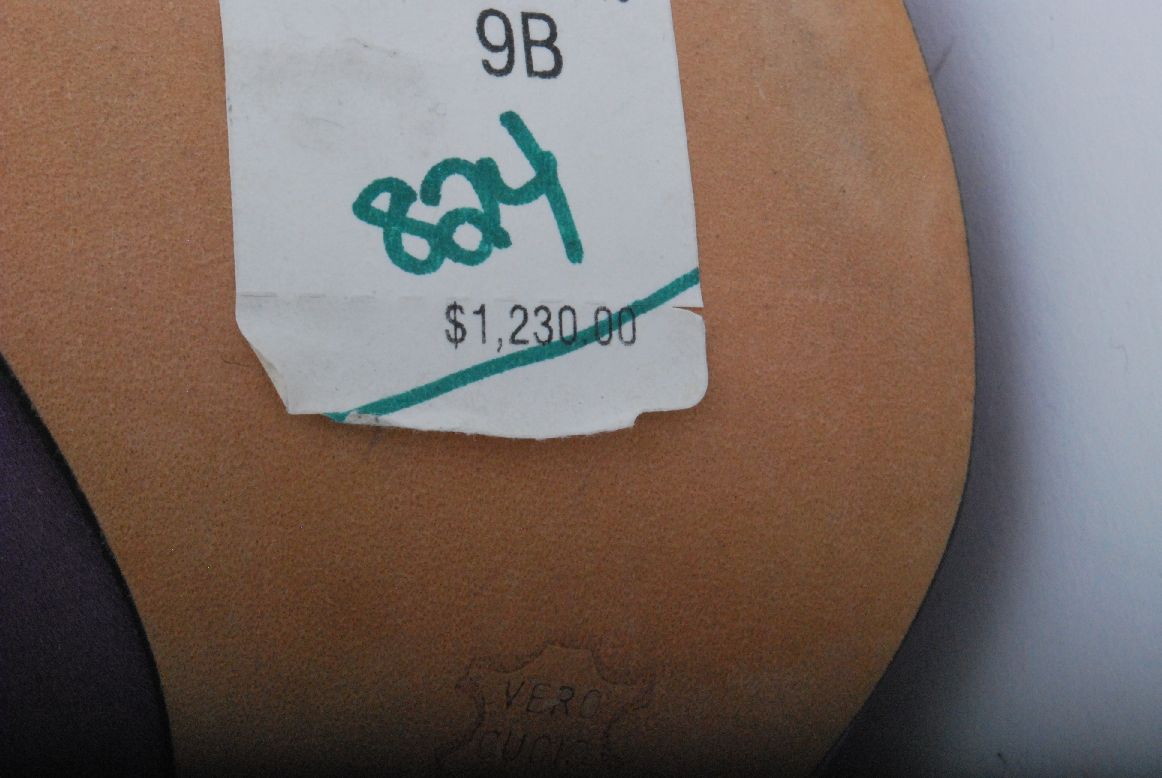 9B
824
$1,230.00
VERO
CUOIO